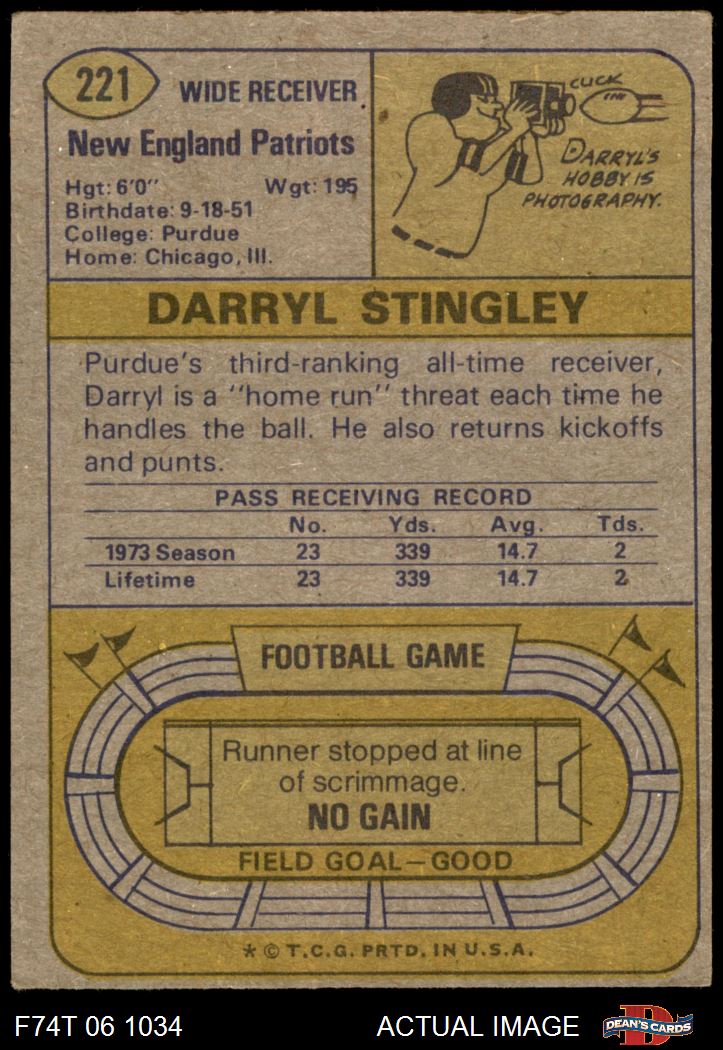 221
WIDE RECEIVER
New England Patriots
Hgt: 6'0" Wgt: 195
Birthdate: 9-18-51
College: Purdue
Home: Chicago, Ill.
CLICK
DARRYL'S
HOBBY IS
PHOTOGRAPHY.
DARRYL STINGLEY
Purdue's third-ranking all-time receiver,
Darryl is a "home run" threat each time he
handles the ball. He also returns kickoffs
and punts.
PASS RECEIVING RECORD
No. Yds. Avg. Tds.
1973 Season 23 339 14.7 2
Lifetime 23 339 14.7 2
FOOTBALL GAME
Runner stopped at line
of scrimmage.
NO GAIN
FIELD GOAL—GOOD
* © T.C.G. PRTD. IN U.S.A.
F74T 06 1034 ACTUAL IMAGE
DEAN'S CARDS